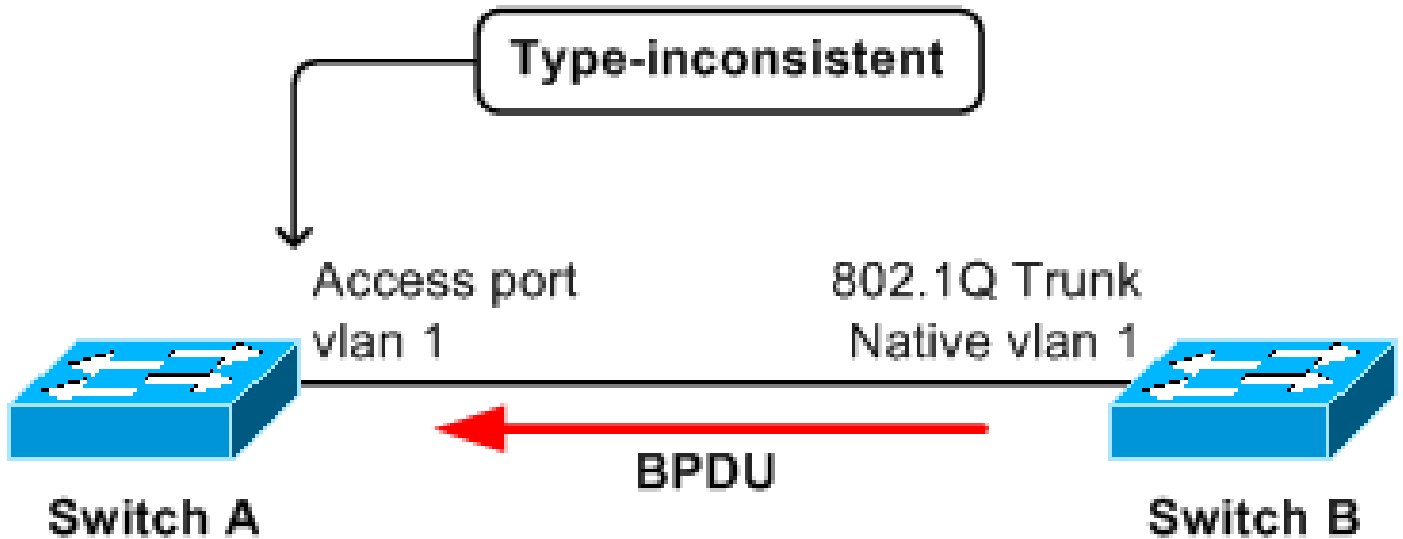 Type-inconsistent
Access port
vlan 1
802.1Q Trunk
Native vlan 1
BPDU
Switch A
Switch B